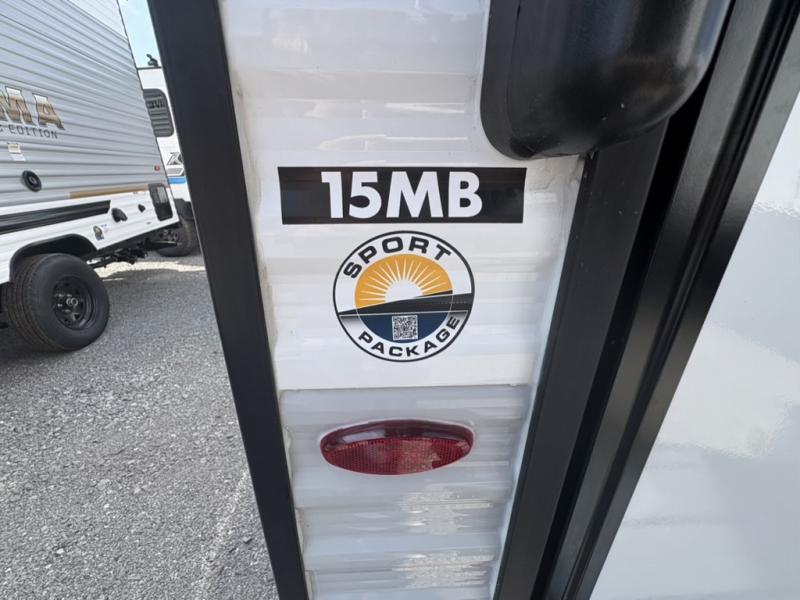 MA
EDITION
15MB
SPORT
PACKAGE